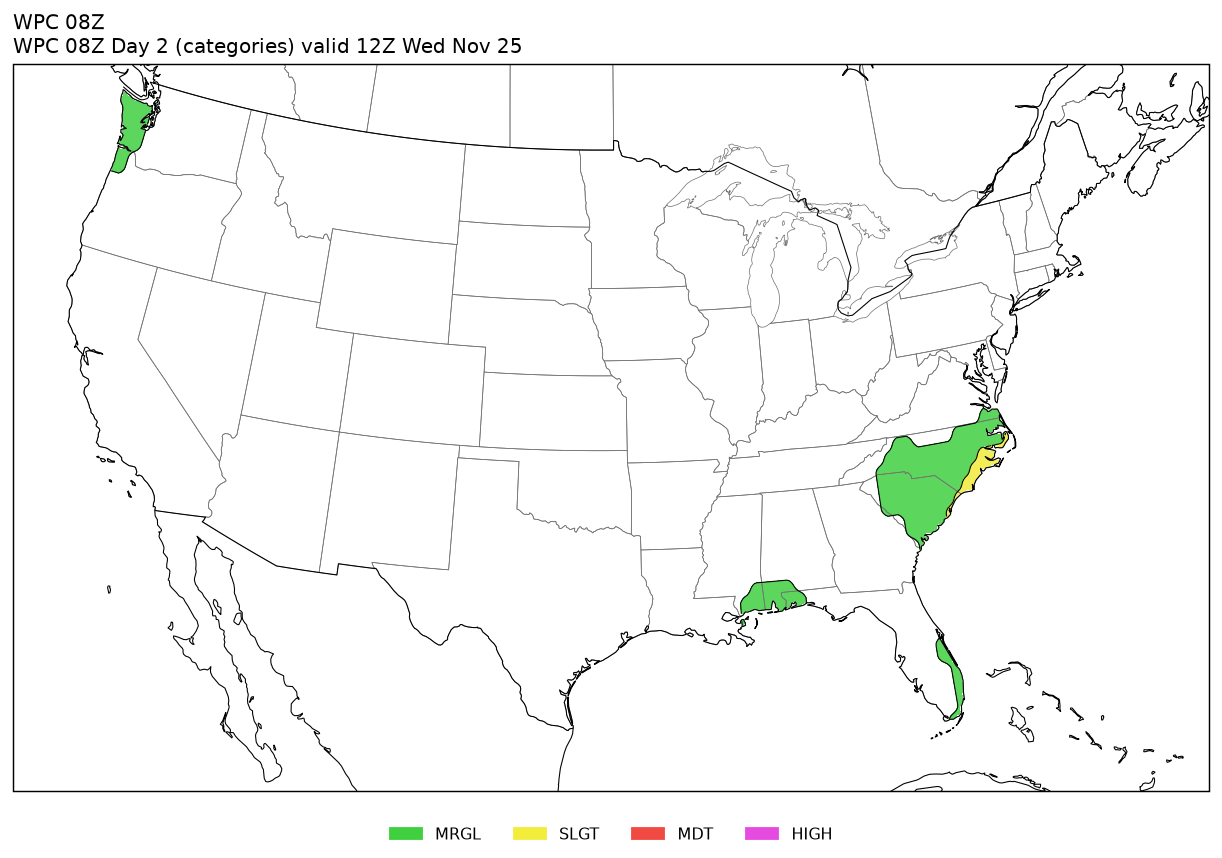 WPC 08Z
WPC 08Z Day 2 (categories) valid 12Z Wed Nov 25
MRGL SLGT MDT HIGH